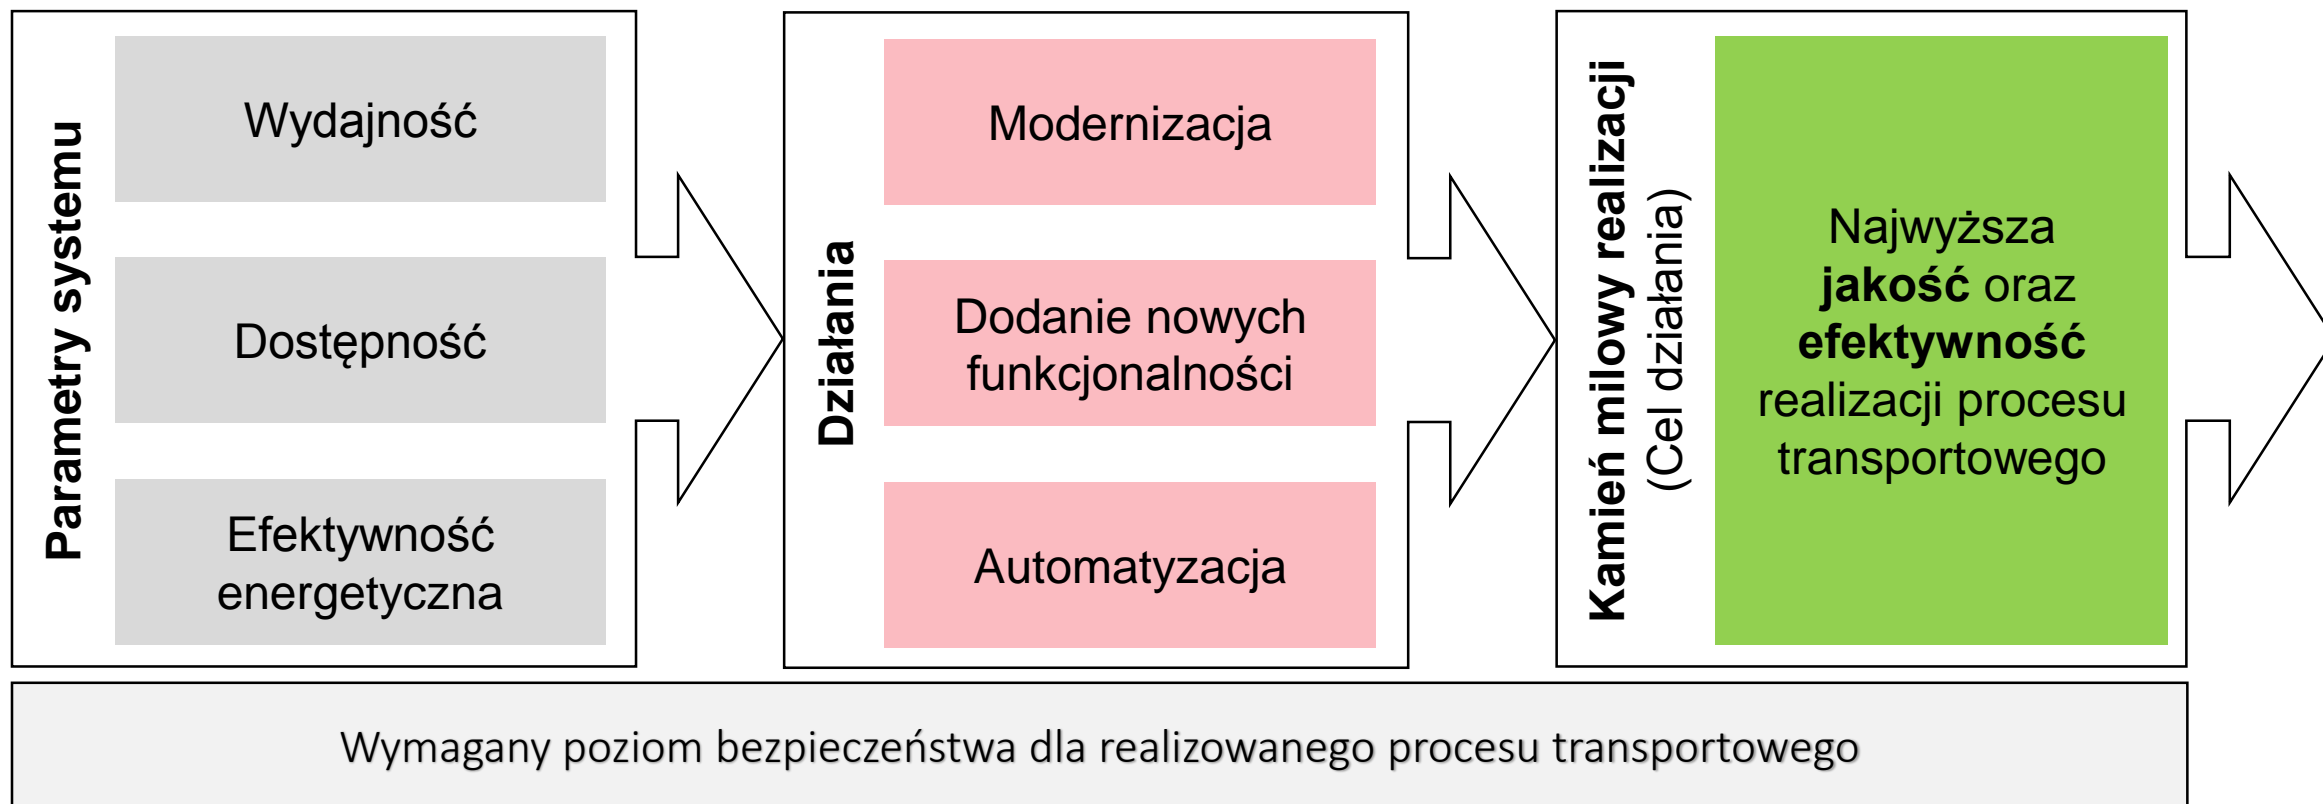 Parametry systemu
Wydajność
Dostępność
Efektywność
energetyczna
Działania
Modernizacja
Dodanie nowych
funkcjonalności
Automatyzacja
Kamień milowy realizacji
(Cel działania)
Najwyższa
jakość oraz
efektywność
realizacji procesu
transportowego
Wymagany poziom bezpieczeństwa dla realizowanego procesu transportowego